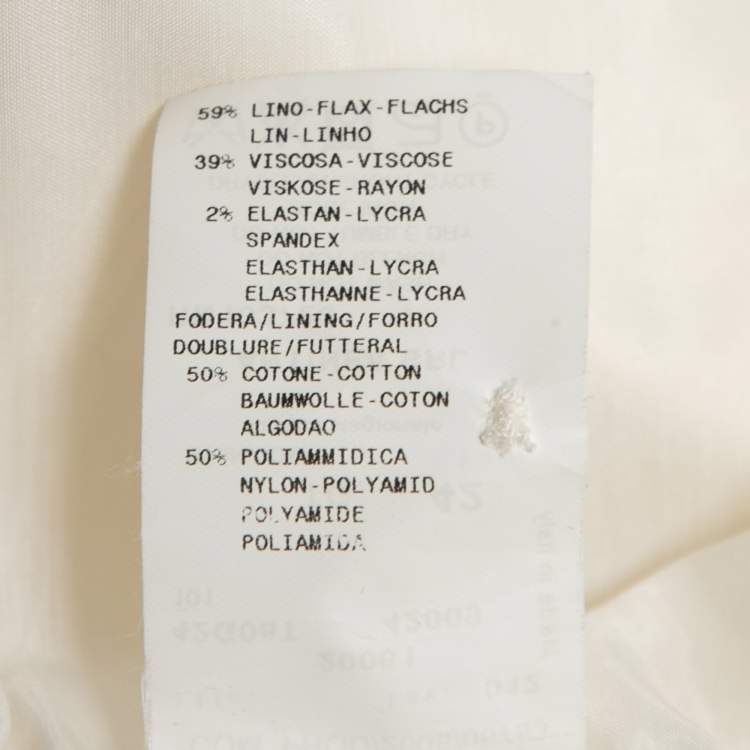 59% LINO-FLAX-FLACHS
LIN-LINHO
39% VISCOSA-VISCOSE
VISKOSE-RAYON
2% ELASTAN-LYCRA
SPANDEX
ELASTHAN-LYCRA
ELASTHANNE-LYCRA
FODERA/LINING/FORRO
DOUBLURE/FUTTERAL
50% COTONE-COTTON
BAUMWOLLE-COTON
ALGODAO
50% POLIAMMIDICA
NYLON-POLYAMID
POLYAMIDE
POLIAMIDA